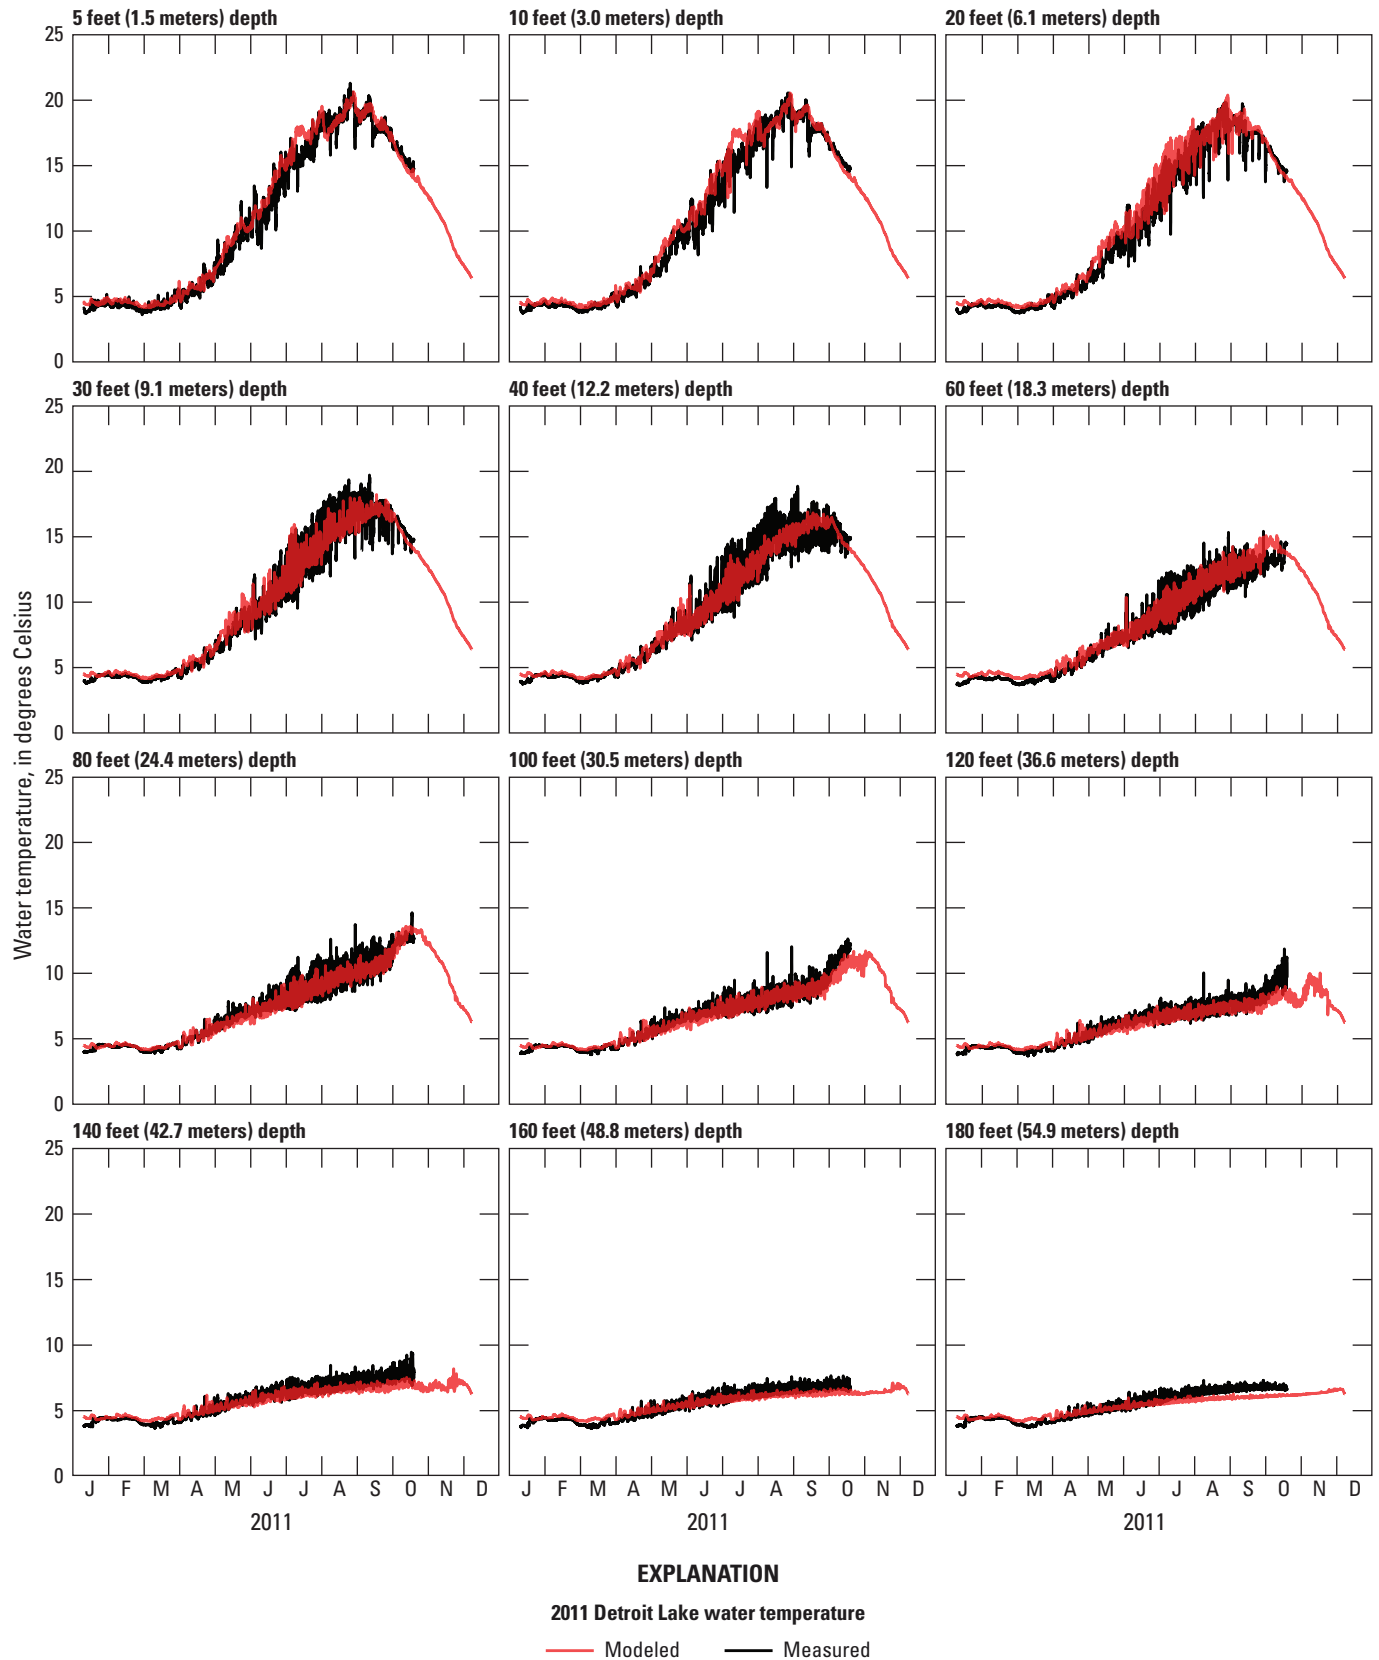 5 feet (1.5 meters) depth
10 feet (3.0 meters) depth
20 feet (6.1 meters) depth
25
20
15
10
5
0
30 feet (9.1 meters) depth
40 feet (12.2 meters) depth
60 feet (18.3 meters) depth
25
20
15
10
5
0
Water temperature, in degrees Celsius
80 feet (24.4 meters) depth
100 feet (30.5 meters) depth
120 feet (36.6 meters) depth
25
20
15
10
5
0
140 feet (42.7 meters) depth
160 feet (48.8 meters) depth
180 feet (54.9 meters) depth
25
20
15
10
5
0
J F M A M J J A S O N D
J F M A M J J A S O N D
J F M A M J J A S O N D
2011
2011
2011
EXPLANATION
2011 Detroit Lake water temperature
Modeled
Measured